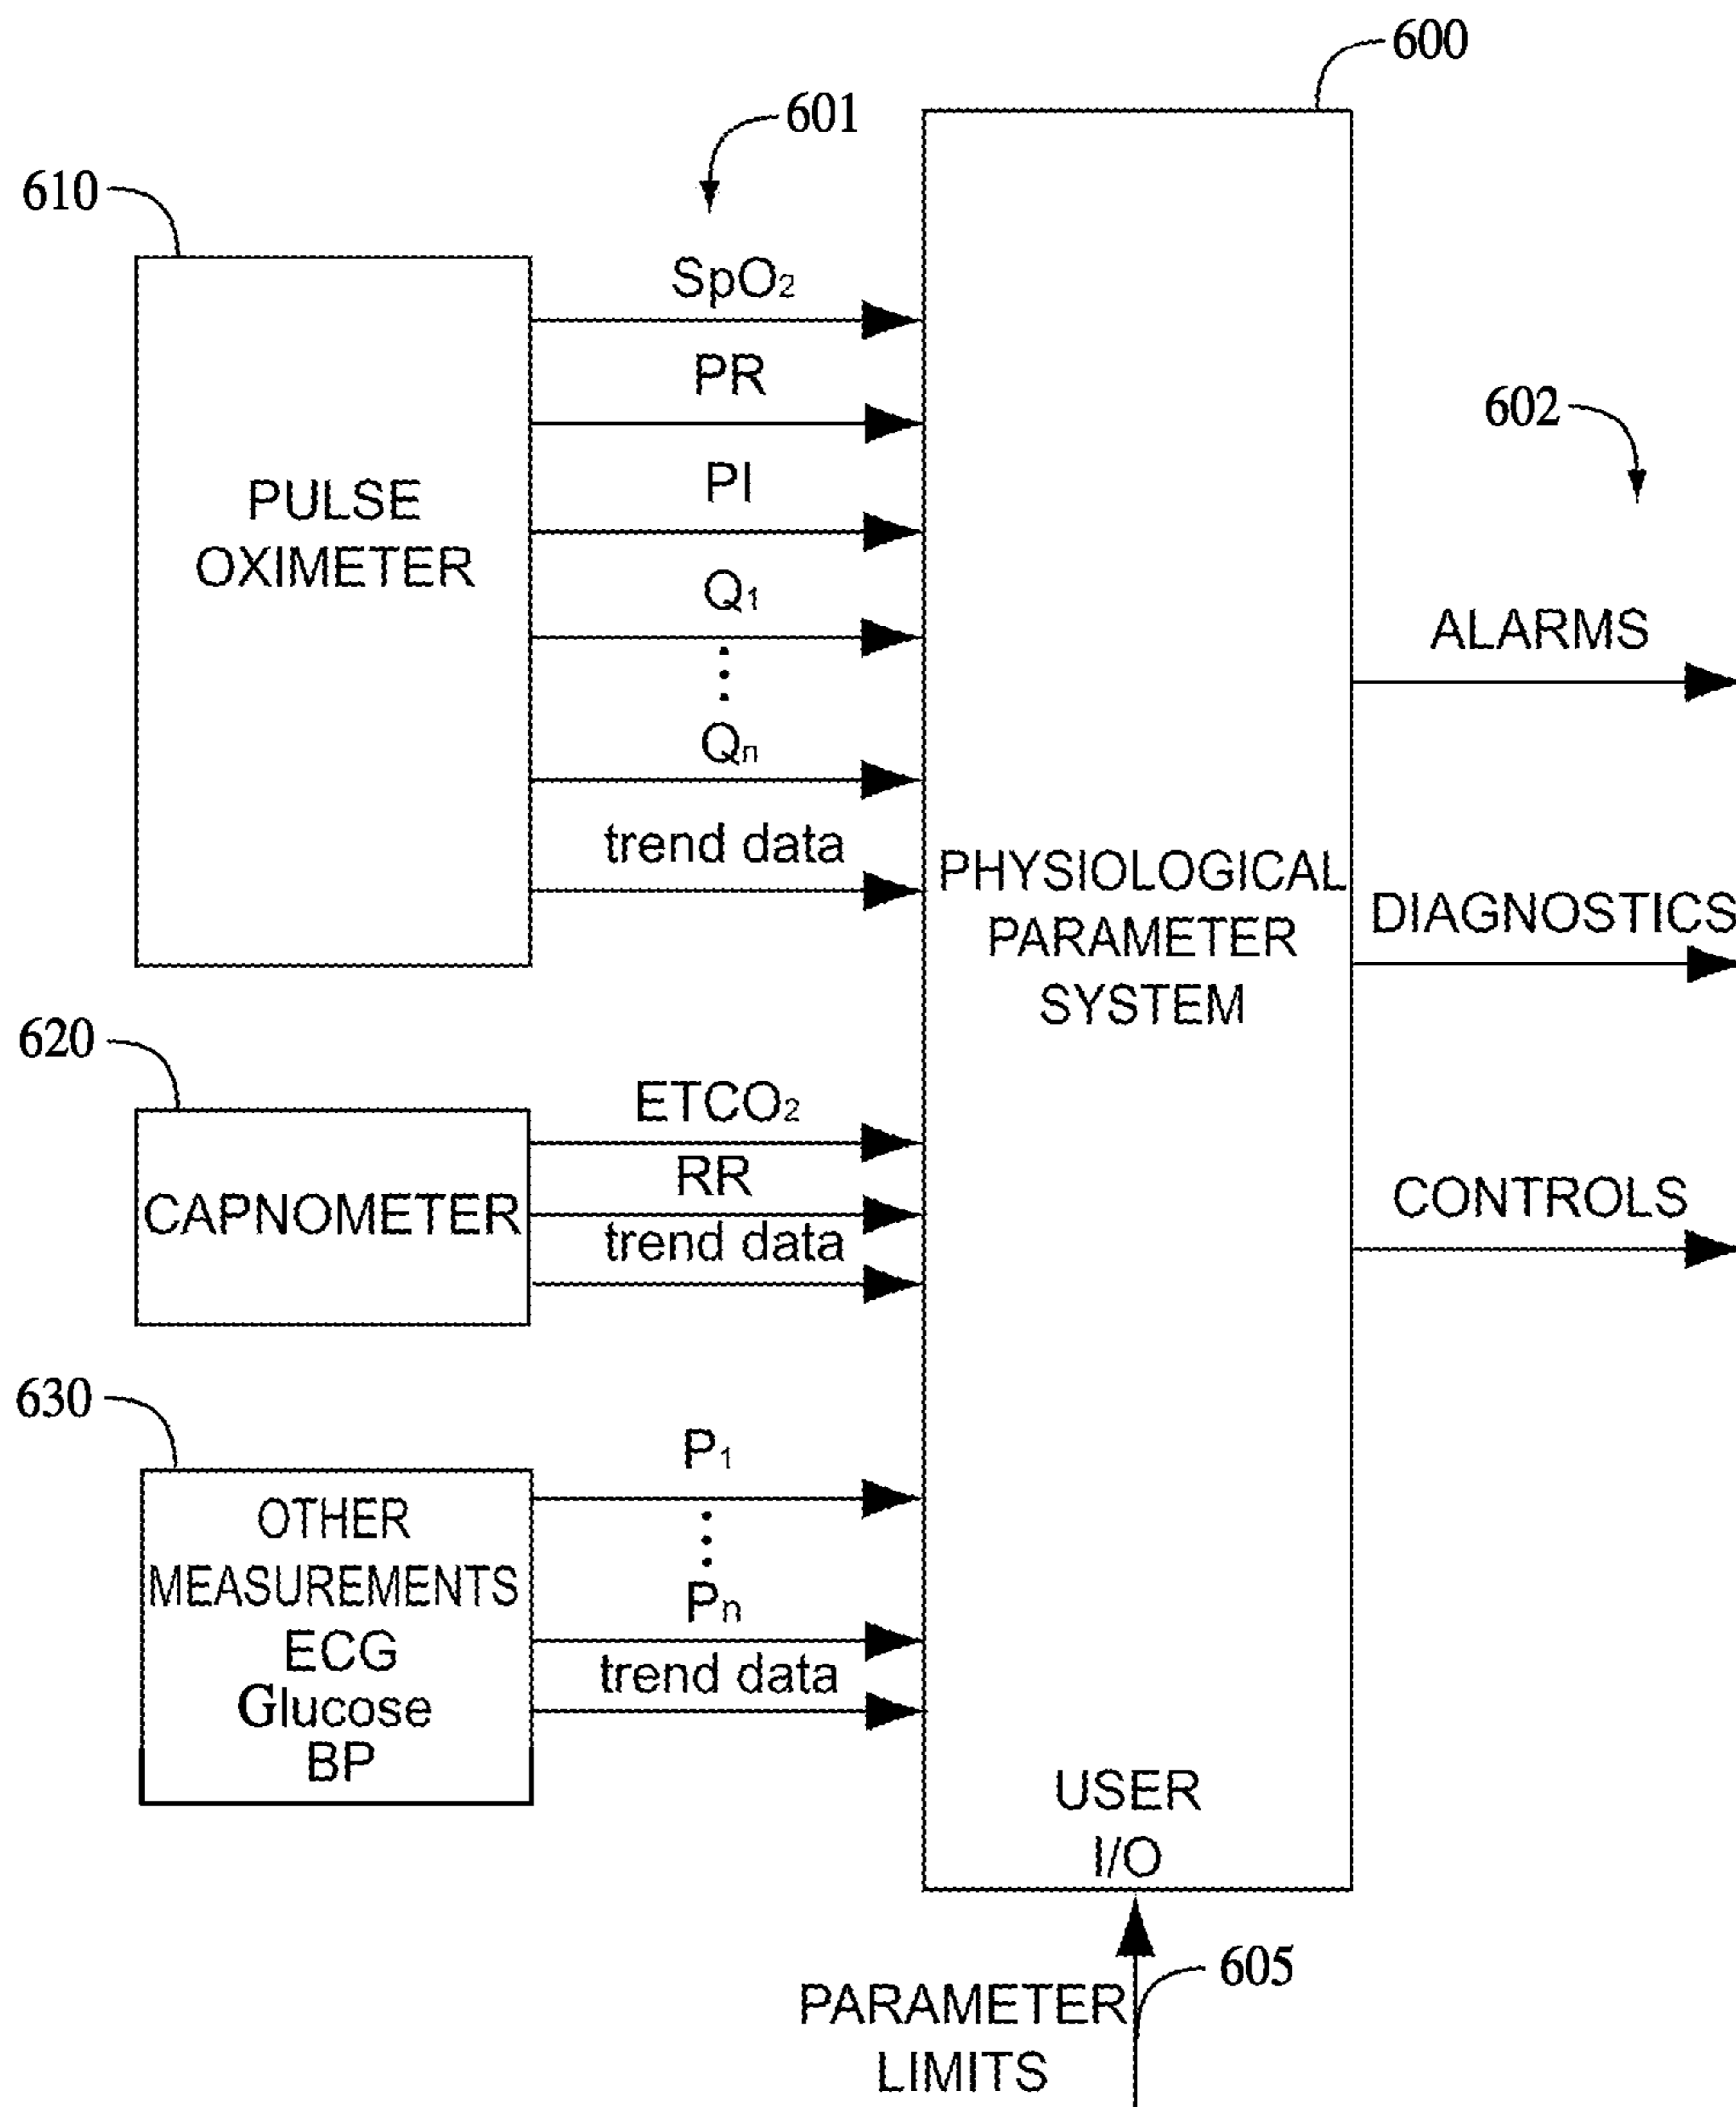 600
601
610
SpO₂
PR
602
PI
PULSE
OXIMETER
Q₁
ALARMS
Qₙ
trend data
PHYSIOLOGICAL
PARAMETER
SYSTEM
DIAGNOSTICS
620
ETCO₂
RR
CAPNOMETER
trend data
CONTROLS
630
P₁
OTHER
MEASUREMENTS
ECG
Glucose
BP
Pₙ
trend data
USER
I/O
605
PARAMETER
LIMITS